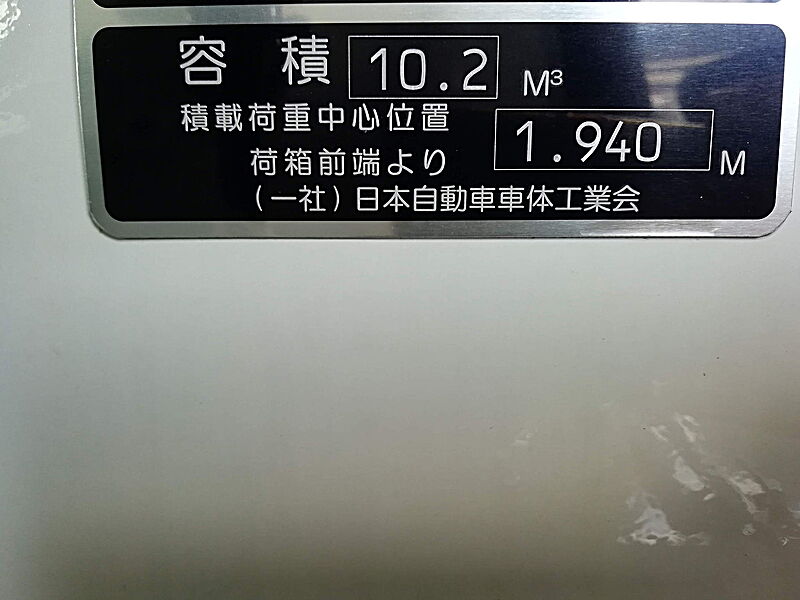 容 積 10.2 M³
積載荷重中心位置
荷箱前端より 1.940 M
(一社)日本自動車車体工業会